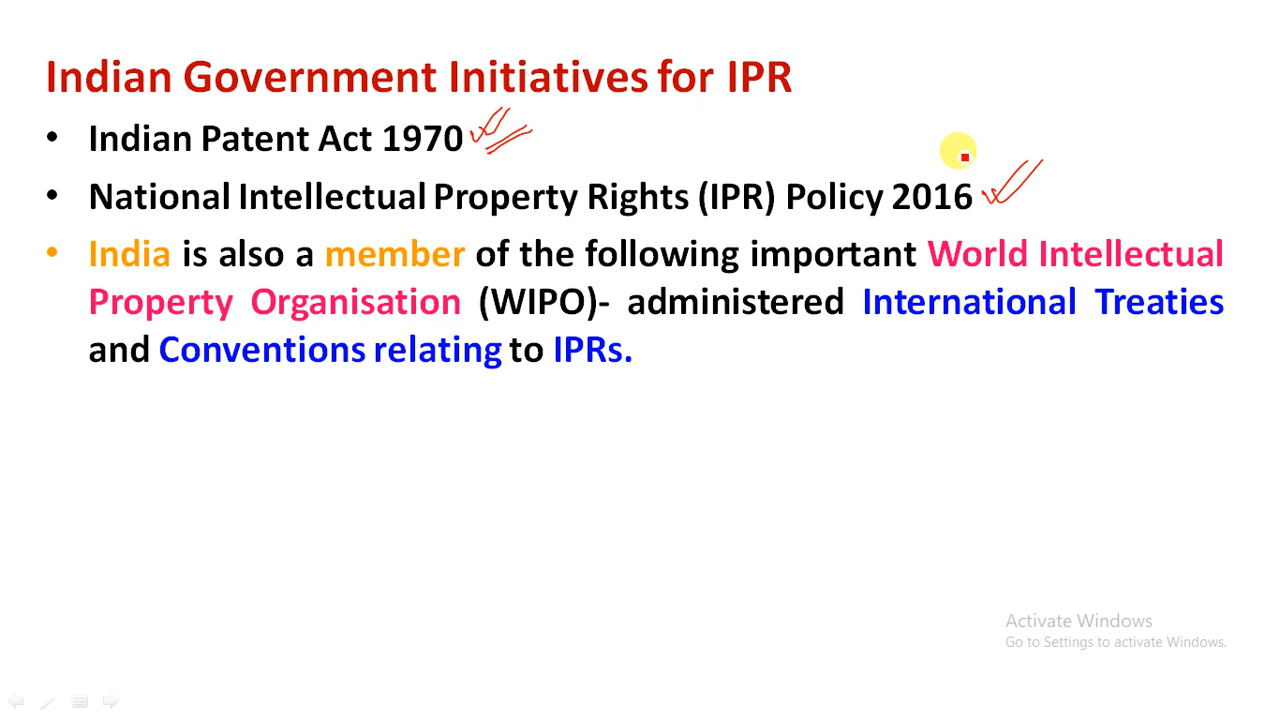 Indian Government Initiatives for IPR
• Indian Patent Act 1970
• National Intellectual Property Rights (IPR) Policy 2016
• India is also a member of the following important World Intellectual
Property Organisation (WIPO)- administered International Treaties
and Conventions relating to IPRs.
Activate Windows
Go to Settings to activate Windows.